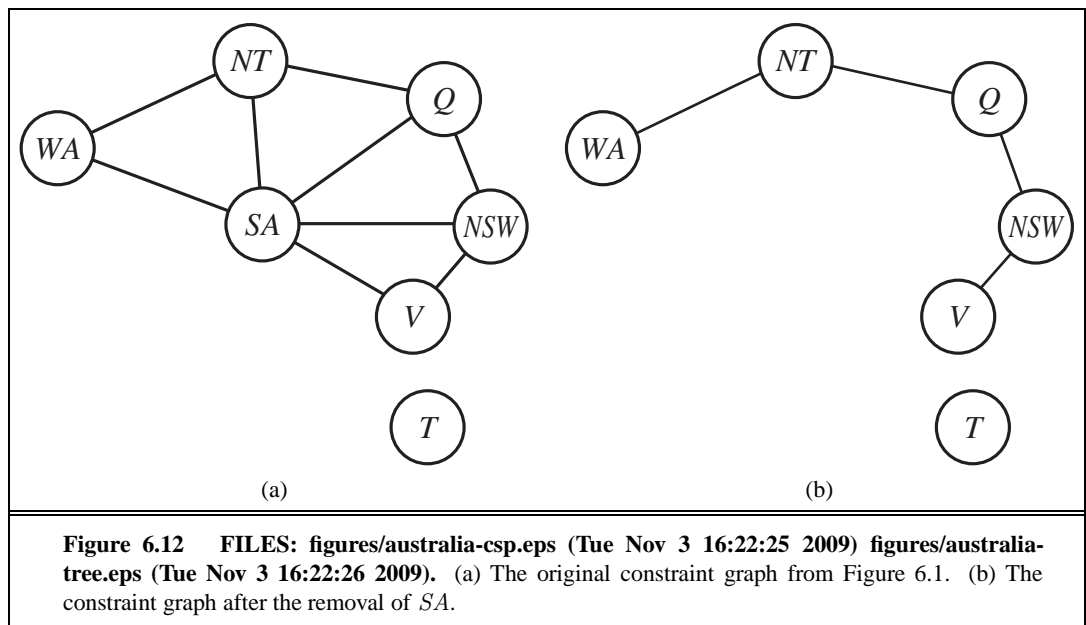 NT
Q
WA
SA
NSW
V
T
(a)
NT
Q
WA
NSW
V
T
(b)
Figure 6.12 FILES: figures/australia-csp.eps (Tue Nov 3 16:22:25 2009) figures/australia-
tree.eps (Tue Nov 3 16:22:26 2009). (a) The original constraint graph from Figure 6.1. (b) The
constraint graph after the removal of SA.